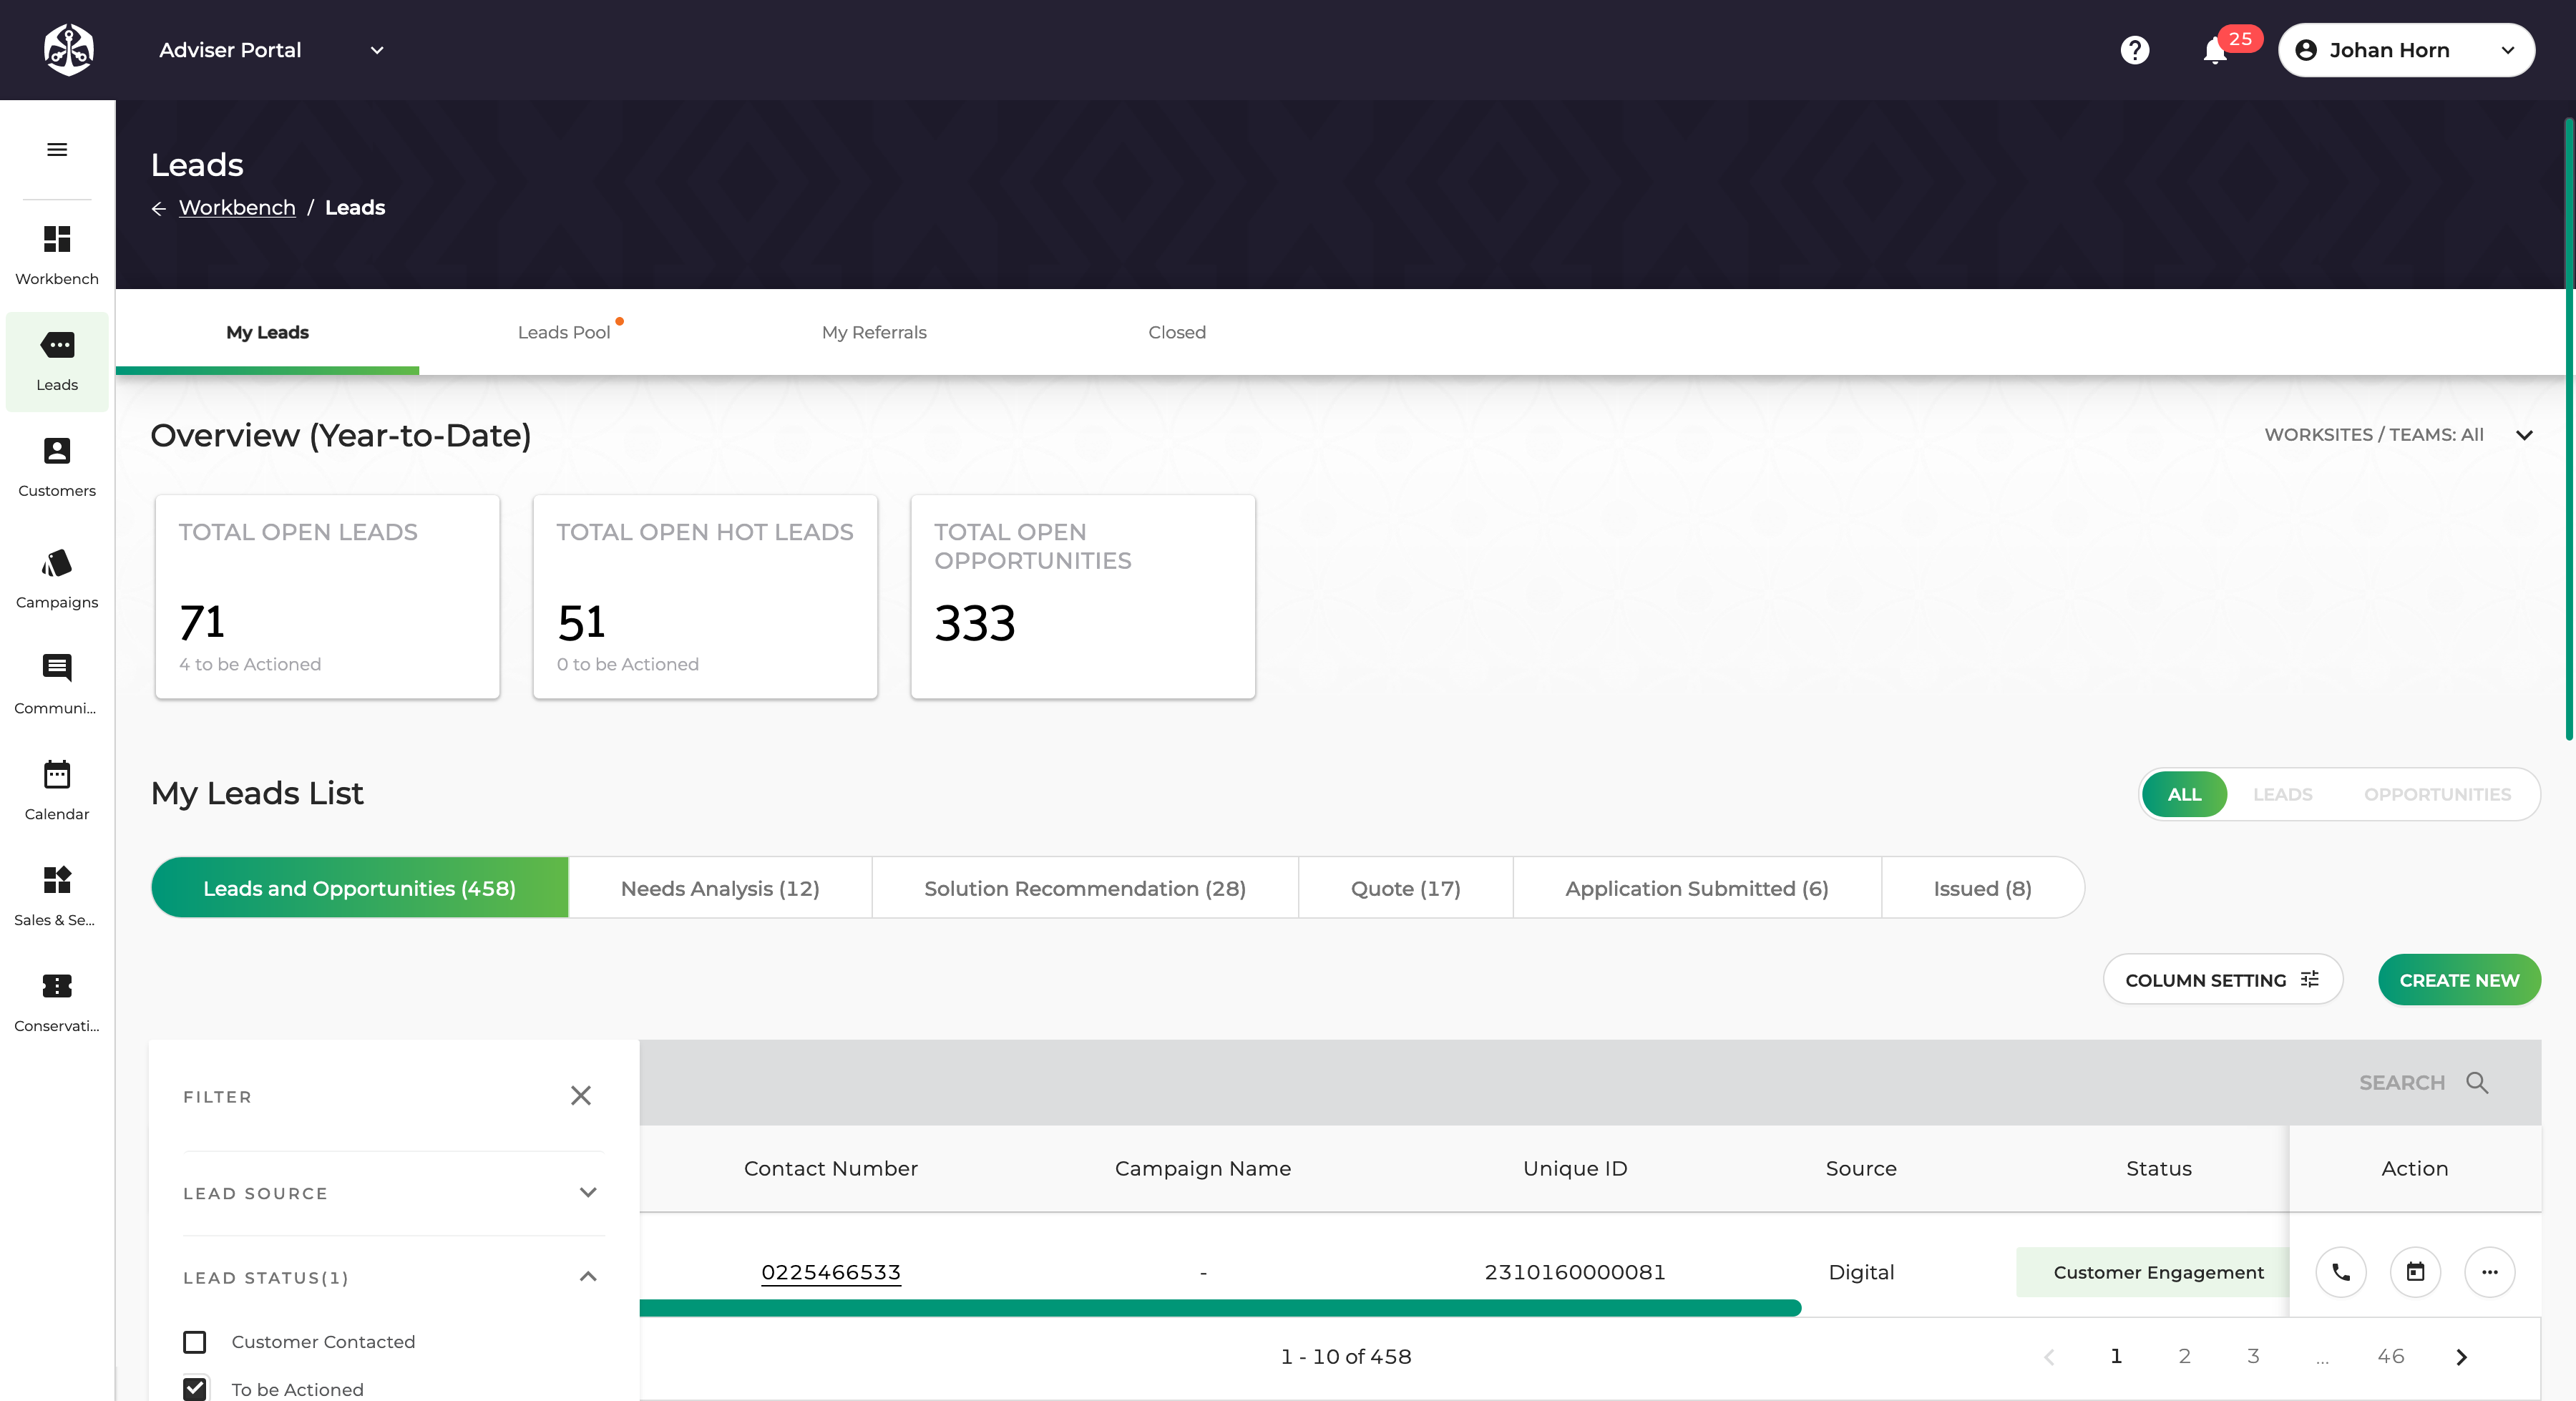 Adviser Portal
25
Johan Horn
Leads
Workbench / Leads
Workbench
Leads
Customers
Campaigns
Communi...
Calendar
Sales & Se...
Conservati...
My Leads
Leads Pool
My Referrals
Closed
Overview (Year-to-Date)
WORKSITES / TEAMS: All
TOTAL OPEN LEADS
71
4 to be Actioned
TOTAL OPEN HOT LEADS
51
0 to be Actioned
TOTAL OPEN
OPPORTUNITIES
333
My Leads List
ALL
LEADS
OPPORTUNITIES
Leads and Opportunities (458)
Needs Analysis (12)
Solution Recommendation (28)
Quote (17)
Application Submitted (6)
Issued (8)
COLUMN SETTING
CREATE NEW
FILTER
LEAD SOURCE
LEAD STATUS(1)
Customer Contacted
To be Actioned
SEARCH
Contact Number
Campaign Name
Unique ID
Source
Status
Action
0225466533
-
2310160000081
Digital
Customer Engagement
1 - 10 of 458
1
2
3
...
46